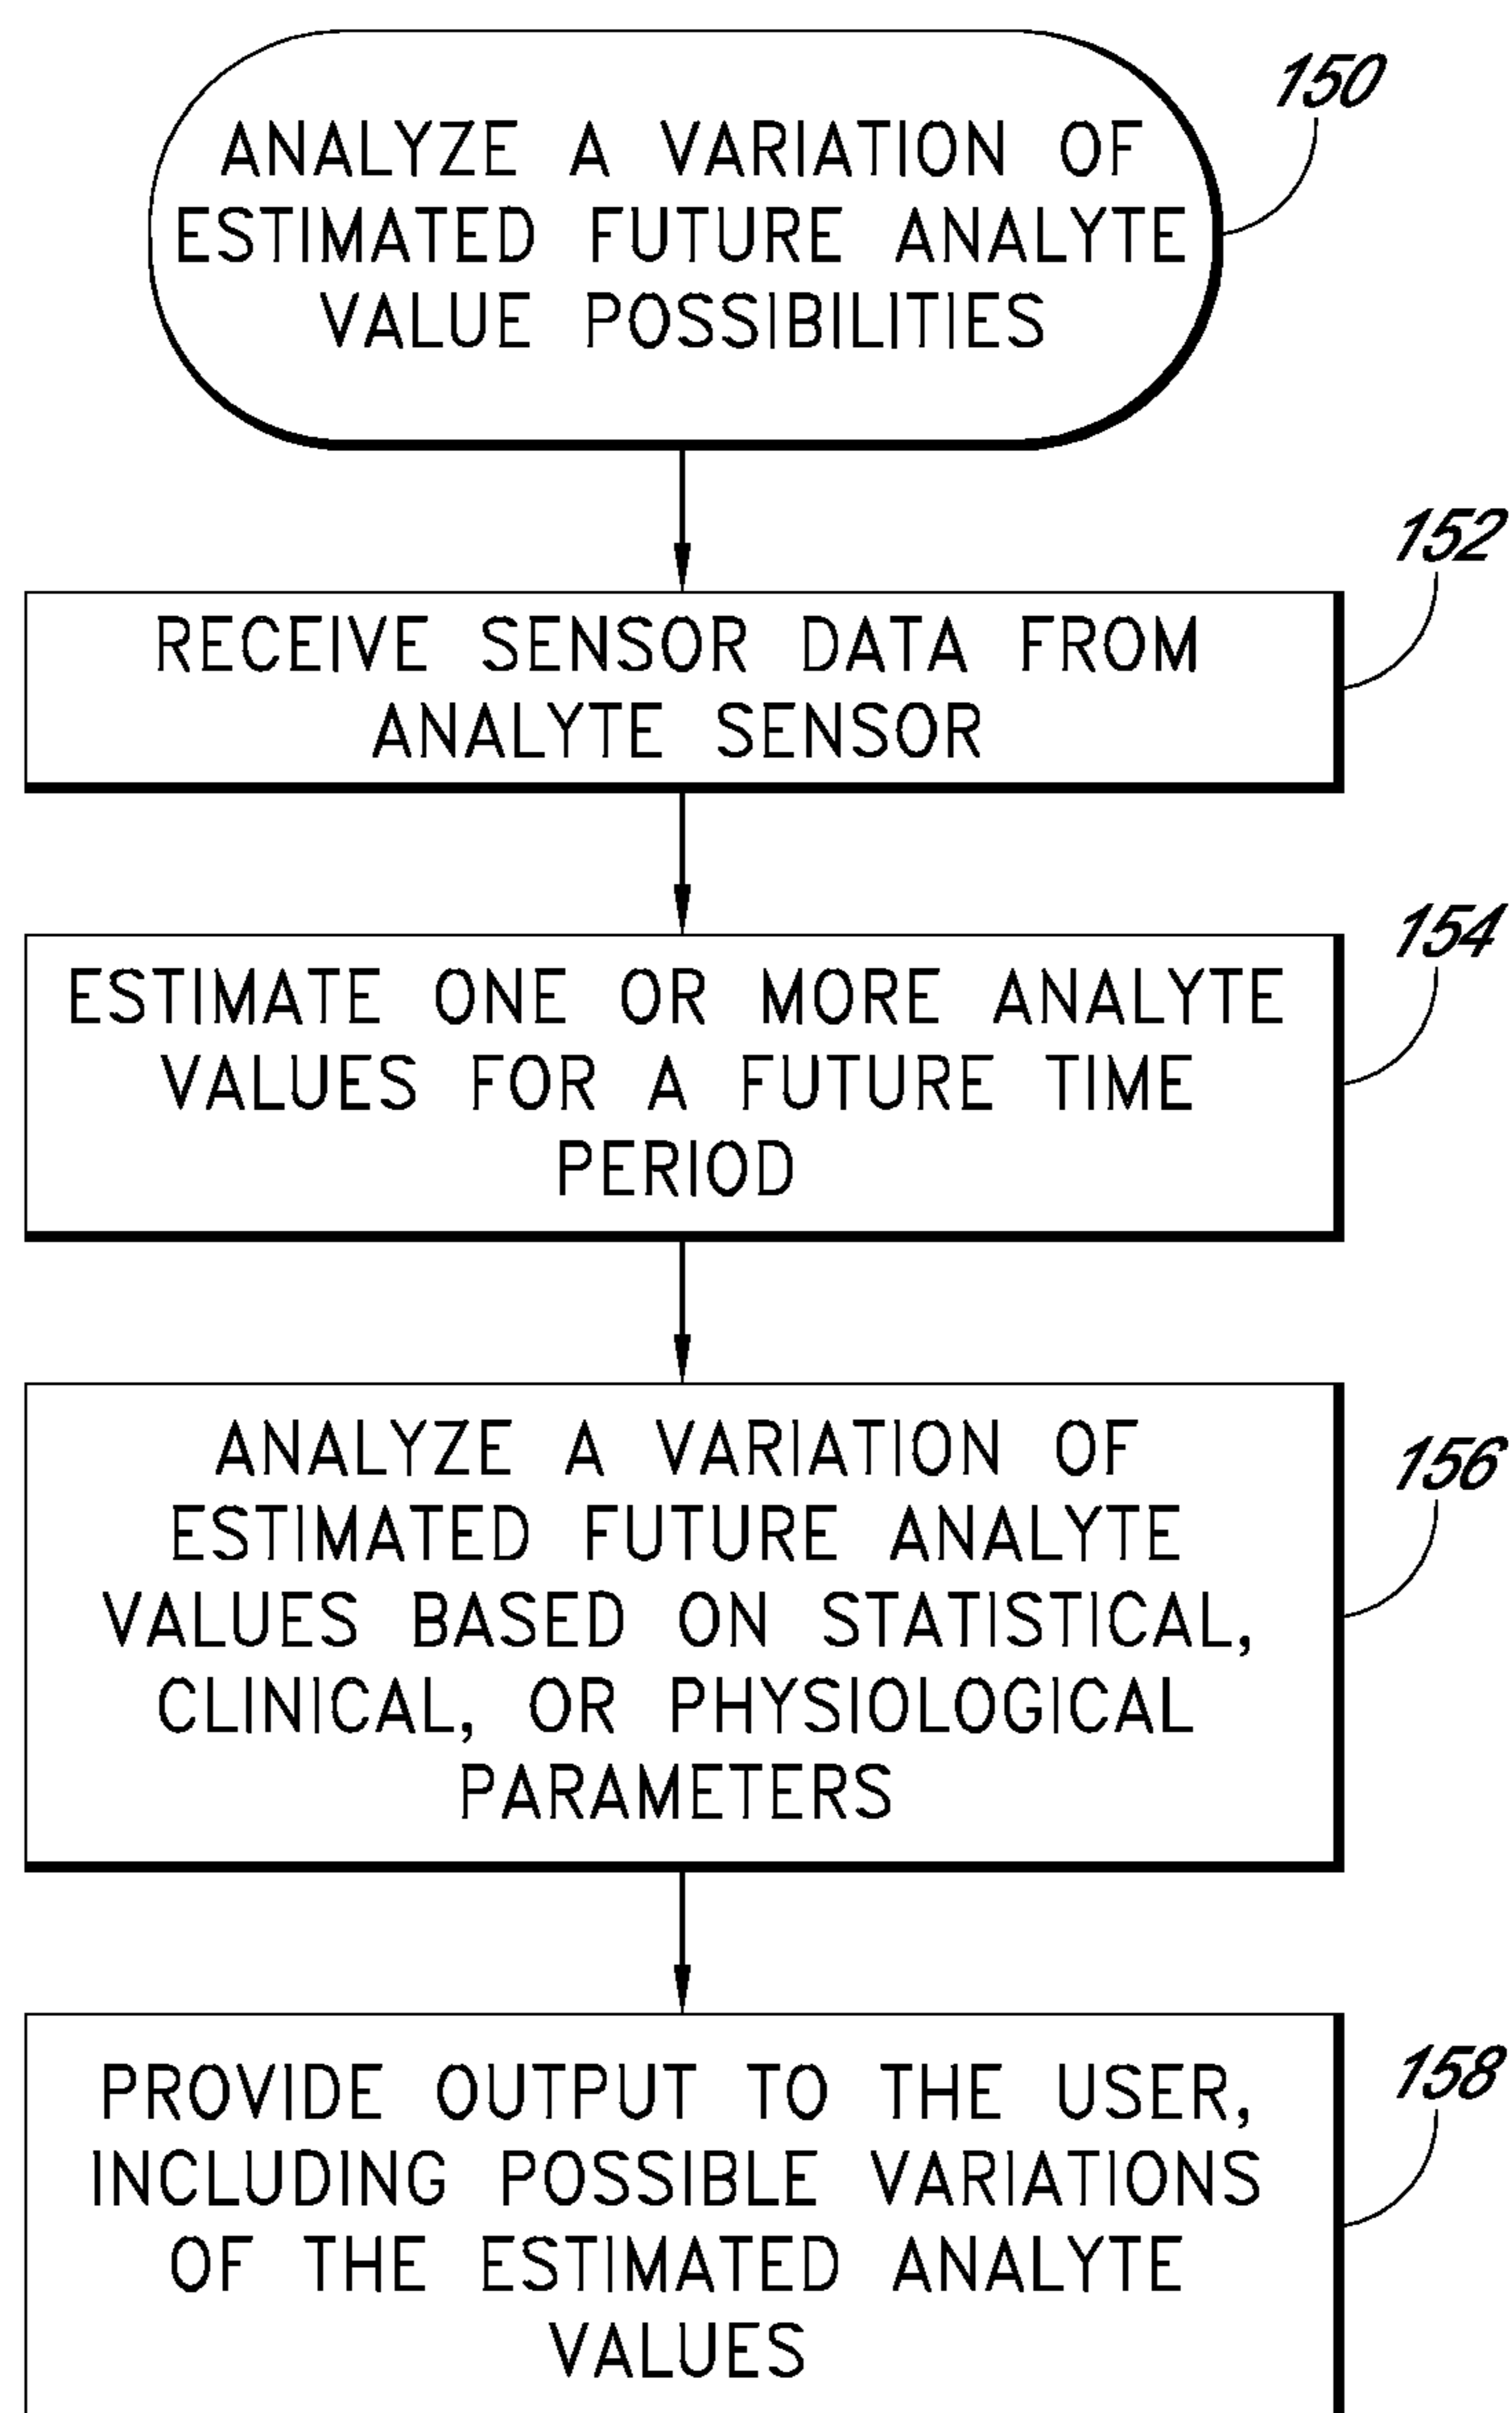 150
ANALYZE A VARIATION OF
ESTIMATED FUTURE ANALYTE
VALUE POSSIBILITIES
152
RECEIVE SENSOR DATA FROM
ANALYTE SENSOR
154
ESTIMATE ONE OR MORE ANALYTE
VALUES FOR A FUTURE TIME
PERIOD
156
ANALYZE A VARIATION OF
ESTIMATED FUTURE ANALYTE
VALUES BASED ON STATISTICAL,
CLINICAL, OR PHYSIOLOGICAL
PARAMETERS
158
PROVIDE OUTPUT TO THE USER,
INCLUDING POSSIBLE VARIATIONS
OF THE ESTIMATED ANALYTE
VALUES